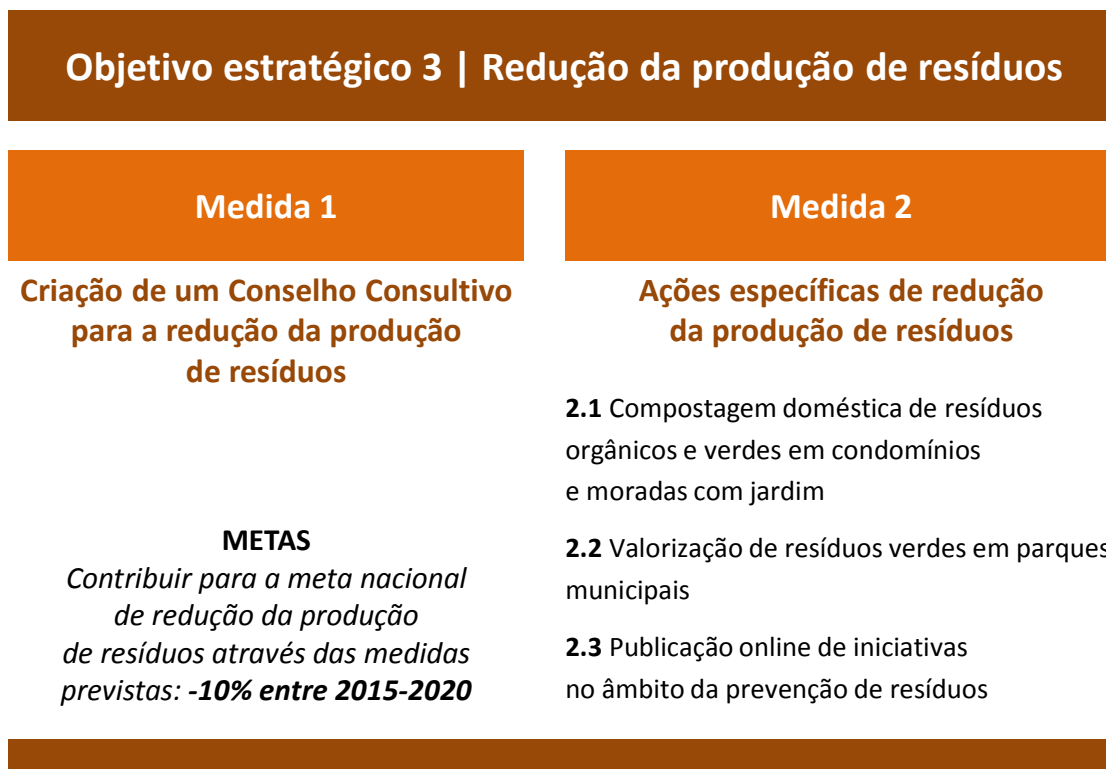 Objetivo estratégico 3 | Redução da produção de resíduos
Medida 1
Criação de um Conselho Consultivo
para a redução da produção
de resíduos
METAS
Contribuir para a meta nacional
de redução da produção
de resíduos através das medidas
previstas: -10% entre 2015-2020
Medida 2
Ações específicas de redução
da produção de resíduos
2.1 Compostagem doméstica de resíduos
orgânicos e verdes em condomínios
e moradas com jardim
2.2 Valorização de resíduos verdes em parques
municipais
2.3 Publicação online de iniciativas
no âmbito da prevenção de resíduos